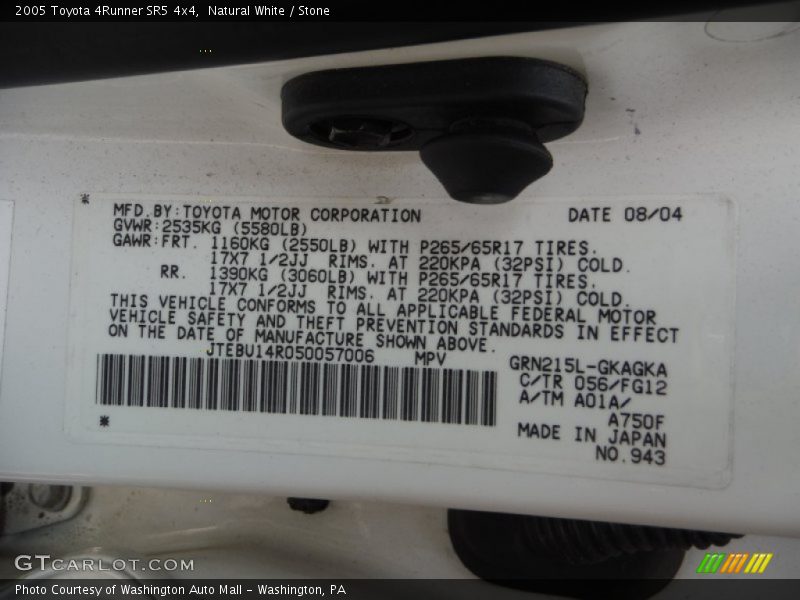 2005 Toyota 4Runner SR5 4x4, Natural White / Stone
MFD.BY:TOYOTA MOTOR CORPORATION DATE 08/04
GVWR:2535KG (5580LB)
GAWR:FRT. 1160KG (2550LB) WITH P265/65R17 TIRES.
17X7 1/2JJ RIMS. AT 220KPA (32PSI) COLD.
RR. 1390KG (3060LB) WITH P265/65R17 TIRES.
17X7 1/2JJ RIMS. AT 220KPA (32PSI) COLD.
THIS VEHICLE CONFORMS TO ALL APPLICABLE FEDERAL MOTOR
VEHICLE SAFETY AND THEFT PREVENTION STANDARDS IN EFFECT
ON THE DATE OF MANUFACTURE SHOWN ABOVE.
JTEBU14R050057006 MPV
GRN215L-GKAGKA
C/TR 056/FG12
A/TM A01A/
A750F
MADE IN JAPAN
NO.943
GTCARLOT.COM
Photo Courtesy of Washington Auto Mall - Washington, PA